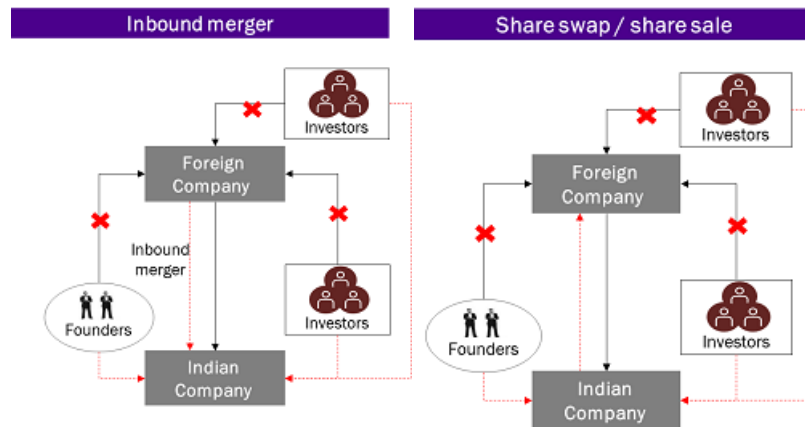 Inbound merger
Investors
Foreign
Company
Inbound
merger
Founders
Investors
Indian
Company
Share swap / share sale
Investors
Foreign
Company
Founders
Investors
Indian
Company